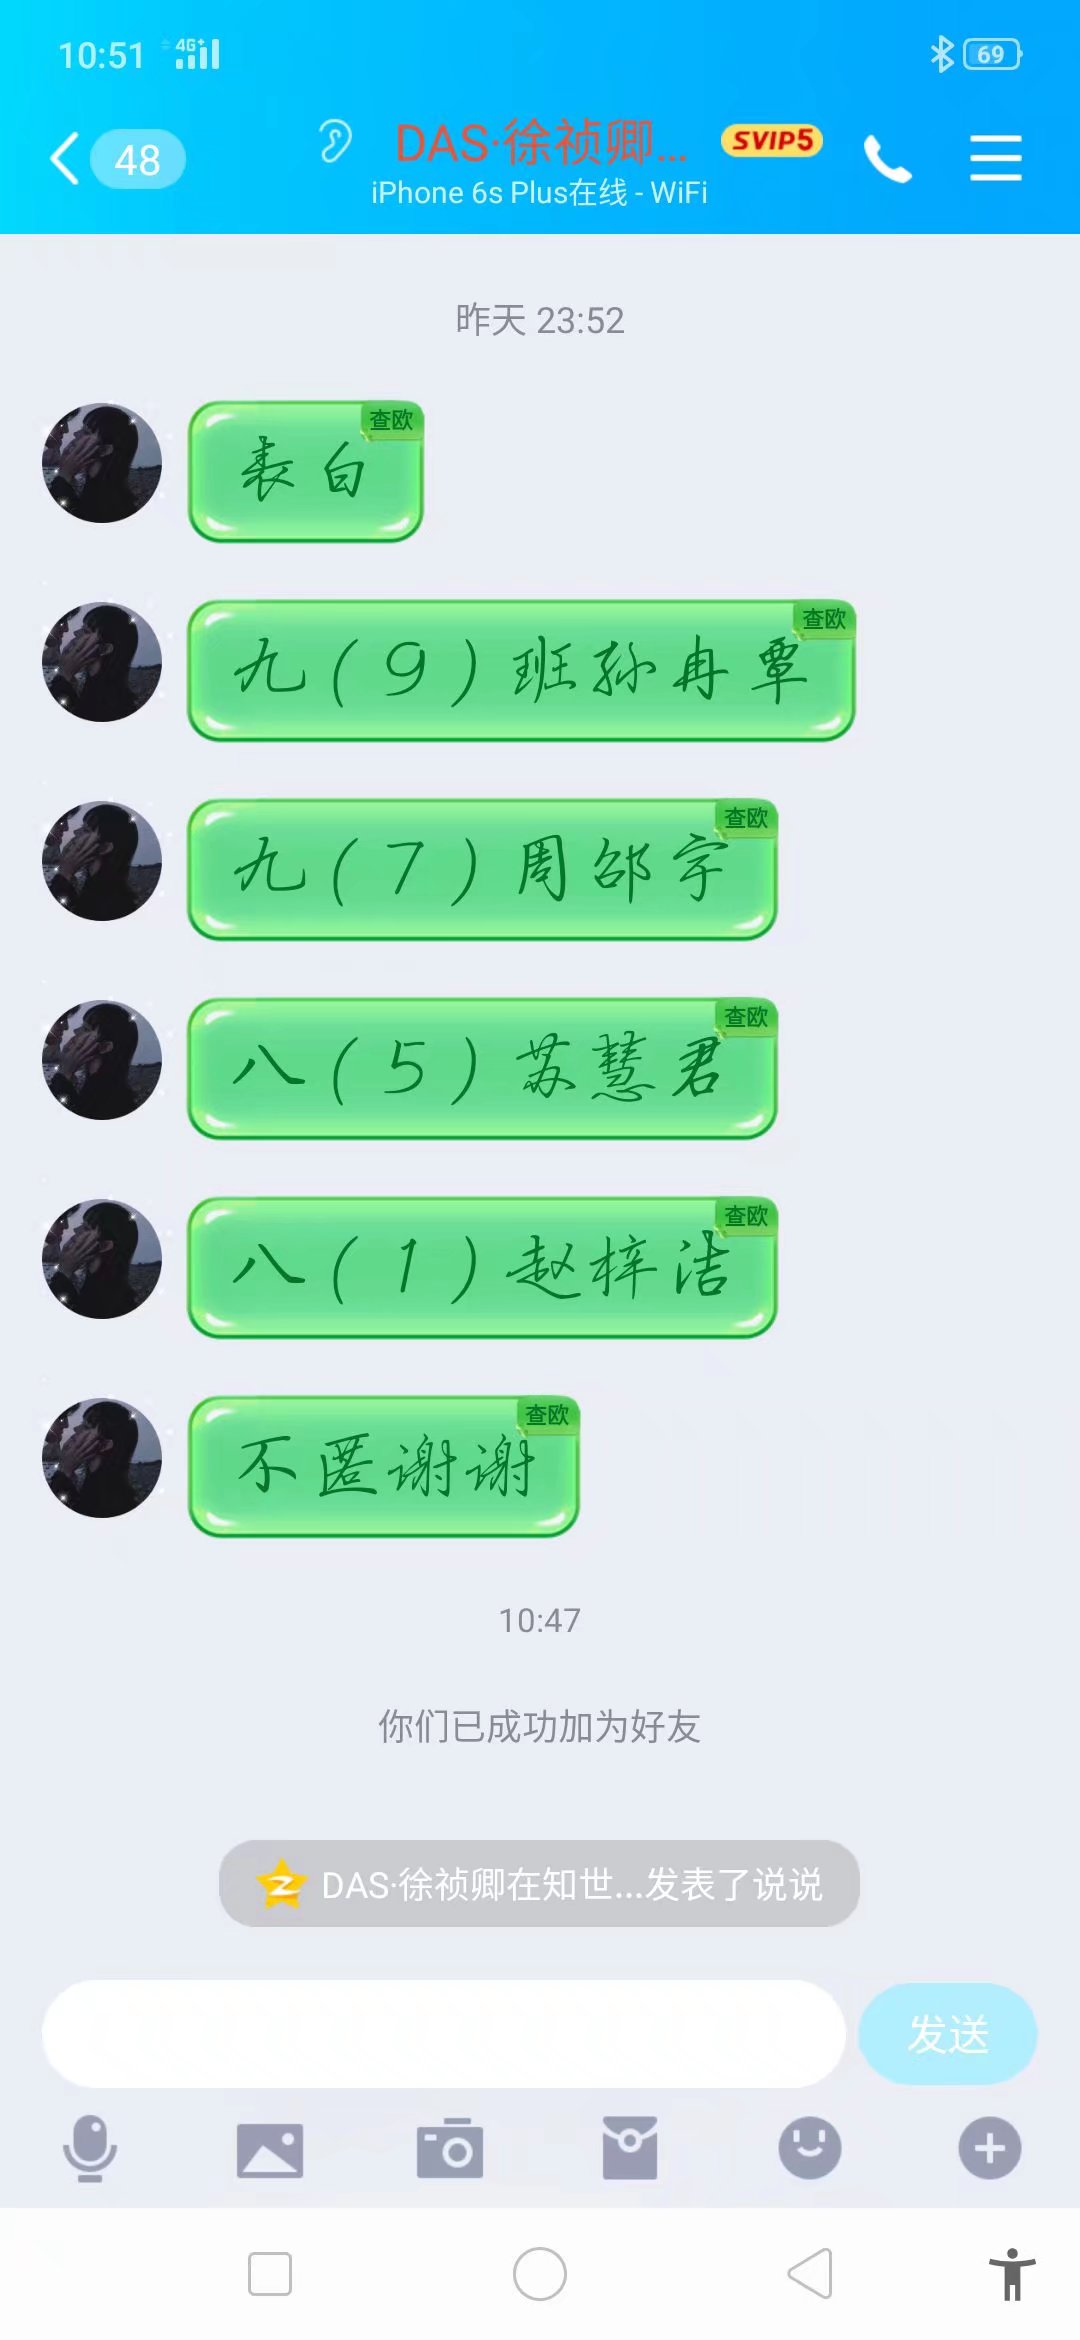 10:51 4G+ 69
48 DAS·徐祯卿... SVIP5
iPhone 6s Plus在线 - WiFi
昨天 23:52
查欧
表白
查欧
九（9）班孙冉覃
查欧
九（7）周邵宇
查欧
八（5）苏慧君
查欧
八（1）赵梓洁
查欧
不匿谢谢
10:47
你们已成功加为好友
DAS·徐祯卿在知世...发表了说说
发送